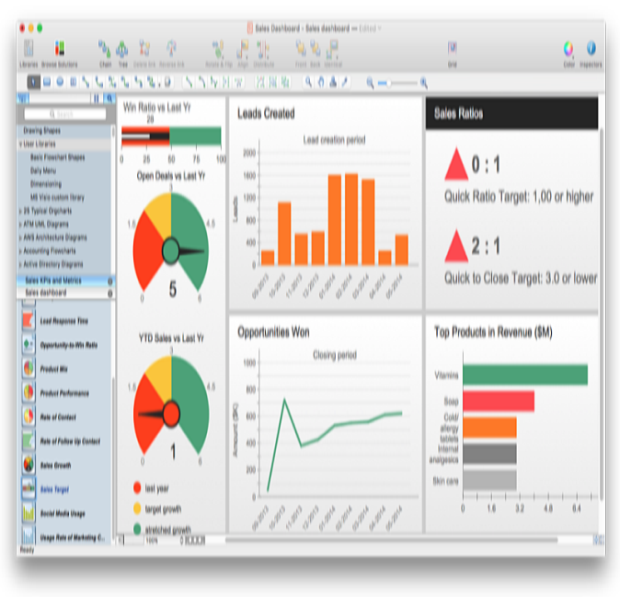 Sales Dashboard - Sales dashboard — Edited
Libraries Browse Solutions Chain Tree Delete link Reverse link Rotate & Flip Align Distribute Front Back Identical Grid Color Inspectors
Search
Drawing Shapes
User Libraries
Basic Flowchart Shapes
Daily Menu
Dimensioning
MS Visio custom library
25 Typical Orgcharts
ATM UML Diagrams
AWS Architecture Diagrams
Accounting Flowcharts
Active Directory Diagrams
Sales KPIs and Metrics
Sales dashboard
Lead Response Time
Opportunity-to-Win Ratio
Product Mix
Product Performance
Rate of Contact
Rate of Follow Up Contact
Sales Growth
Sales Target
Social Media Usage
Usage Rate of Marketing C...
Ready
Win Ratio vs Last Yr
28
0 25 50 75 100
Open Deals vs Last Yr
3
1.5 4.5
0 6
5
YTD Sales vs Last Yr
3
1.5 4.5
0 6
1
last year
target growth
stretched growth
100%
Leads Created
Lead creation period
Leads
2000
1600
1200
800
400
0
09-2013 10-2013 11-2013 12-2013 01-2014 02-2014 03-2014 04-2014 05-2014
Sales Ratios
0 : 1
Quick Ratio Target: 1,00 or higher
2 : 1
Quick to Close Target: 3.0 or lower
Opportunities Won
Closing period
Amount ($K)
1000
800
600
400
200
0
09-2013 10-2013 11-2013 12-2013 01-2014 02-2014 03-2014 04-2014 05-2014
Top Products in Revenue ($M)
Vitamins
Soap
Cold/
allergy
tablets
Internal
analgesics
Skin care
0 1.6 3.2 4.8 6.4